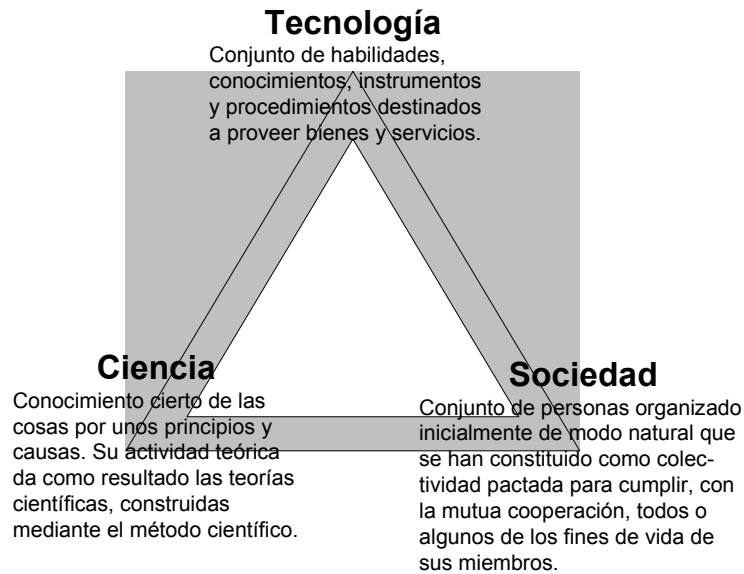 Tecnología
Conjunto de habilidades,
conocimientos, instrumentos
y procedimientos destinados
a proveer bienes y servicios.
Ciencia
Conocimiento cierto de las
cosas por unos principios y
causas. Su actividad teórica
da como resultado las teorías
científicas, construidas
mediante el método científico.
Sociedad
Conjunto de personas organizado
inicialmente de modo natural que
se han constituido como colec-
tividad pactada para cumplir, con
la mutua cooperación, todos o
algunos de los fines de vida de
sus miembros.